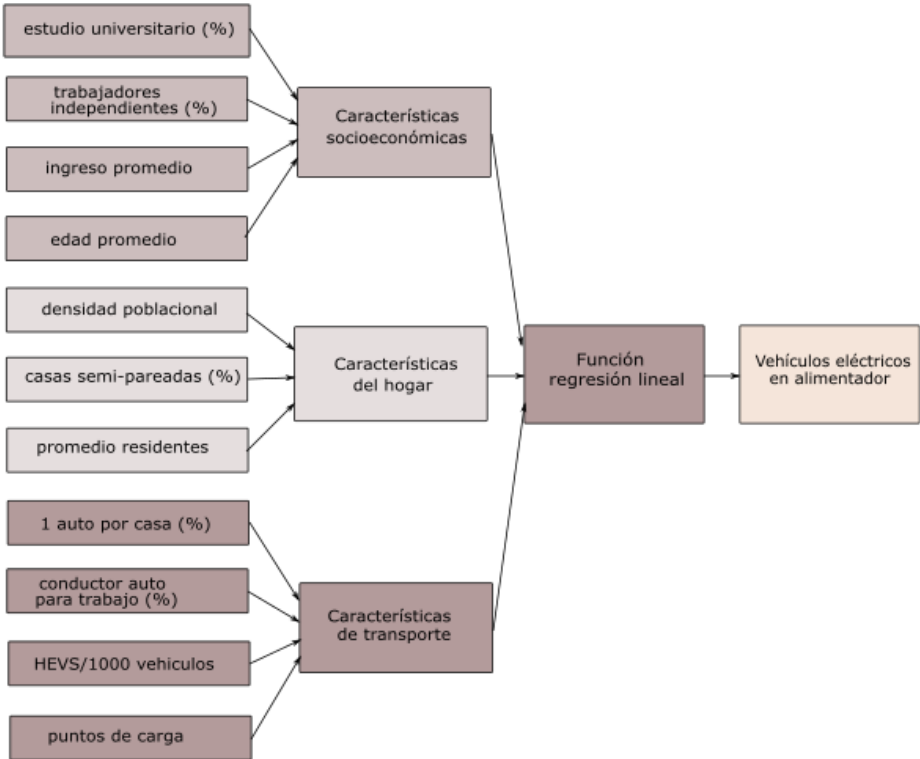 estudio universitario (%)
trabajadores
independientes (%)
ingreso promedio
edad promedio
Características
socioeconómicas
densidad poblacional
casas semi-pareadas (%)
promedio residentes
Características
del hogar
1 auto por casa (%)
conductor auto
para trabajo (%)
HEVS/1000 vehiculos
puntos de carga
Características
de transporte
Función
regresión lineal
Vehículos eléctricos
en alimentador